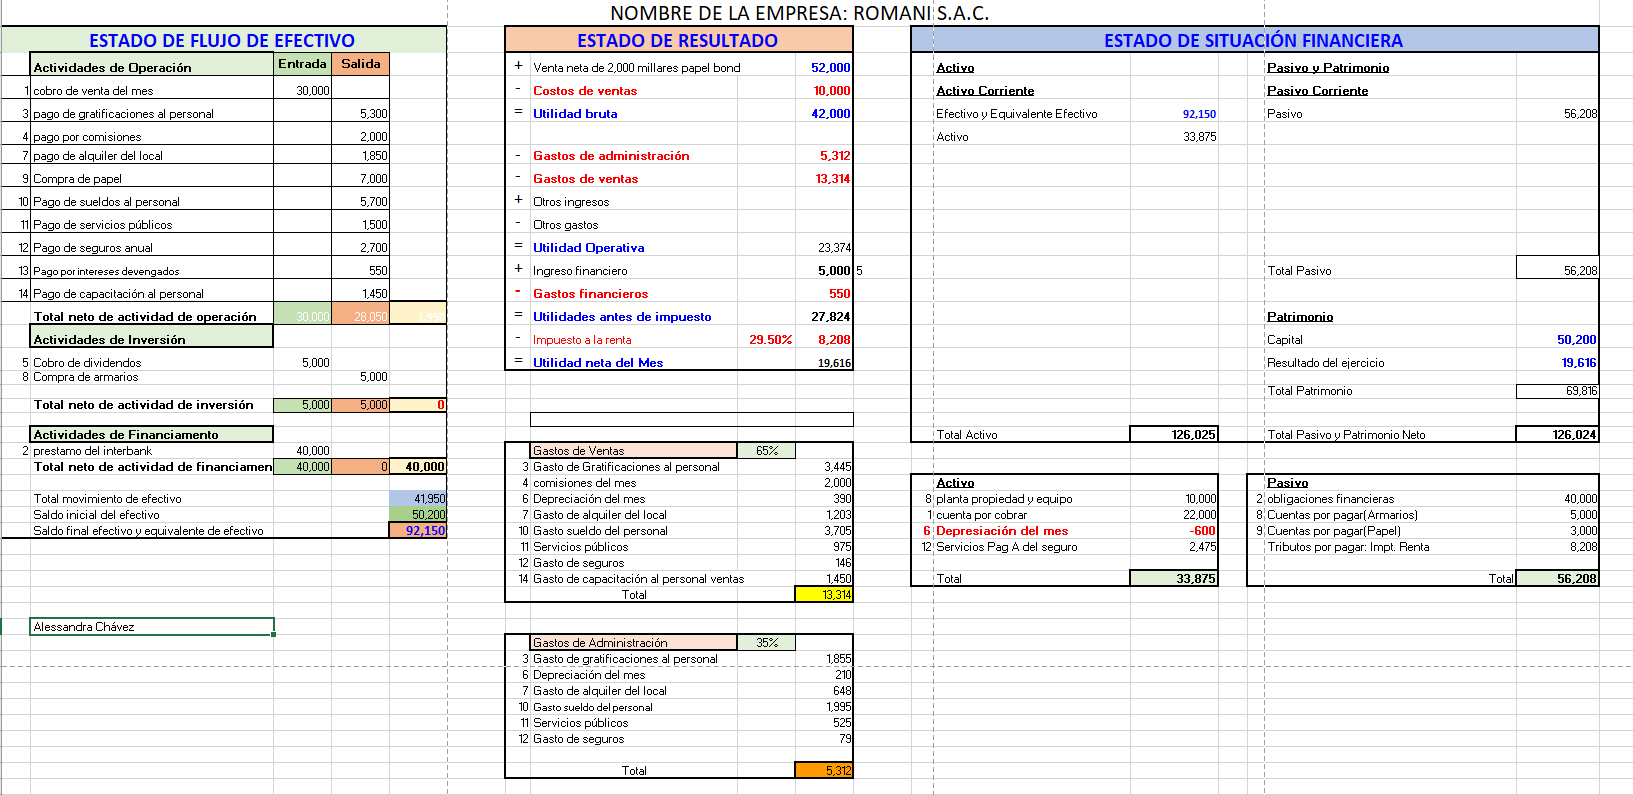 NOMBRE DE LA EMPRESA: ROMANI S.A.C.
ESTADO DE FLUJO DE EFECTIVO
Actividades de Operación Entrada Salida
1 cobro de venta del mes 30,000
3 pago de gratificaciones al personal 5,300
4 pago por comisiones 2,000
7 pago de alquiler del local 1,850
9 Compra de papel 7,000
10 Pago de sueldos al personal 5,700
11 Pago de servicios públicos 1,500
12 Pago de seguros anual 2,700
13 Pago por intereses devengados 550
14 Pago de capacitación al personal 1,450
Total neto de actividad de operación 30,000 28,050 1,950
Actividades de Inversión
5 Cobro de dividendos 5,000
8 Compra de armarios 5,000
Total neto de actividad de inversión 5,000 5,000 0
Actividades de Financiamento
2 prestamo del interbank 40,000
Total neto de actividad de financiamen 40,000 0 40,000
Total movimiento de efectivo 41,950
Saldo inicial del efectivo 50,200
Saldo final efectivo y equivalente de efectivo 92,150
Alessandra Chávez
ESTADO DE RESULTADO
+ Venta neta de 2,000 millares papel bond 52,000
- Costos de ventas 10,000
= Utilidad bruta 42,000
- Gastos de administración 5,312
- Gastos de ventas 13,314
+ Otros ingresos
- Otros gastos
= Utilidad Operativa 23,374
+ Ingreso financiero 5,000 5
- Gastos financieros 550
= Utilidades antes de impuesto 27,824
- Impuesto a la renta 29.50% 8,208
= Utilidad neta del Mes 19,616
Gastos de Ventas 65%
3 Gasto de Gratificaciones al personal 3,445
4 comisiones del mes 2,000
6 Depreciación del mes 390
7 Gasto de alquiler del local 1,203
10 Gasto sueldo del personal 3,705
11 Servicios públicos 975
12 Gasto de seguros 146
14 Gasto de capacitación al personal ventas 1,450
Total 13,314
Gastos de Administración 35%
3 Gasto de gratificaciones al personal 1,855
6 Depreciación del mes 210
7 Gasto de alquiler del local 648
10 Gasto sueldo del personal 1,995
11 Servicios públicos 525
12 Gasto de seguros 79
Total 5,312
ESTADO DE SITUACIÓN FINANCIERA
Activo
Activo Corriente
Efectivo y Equivalente Efectivo 92,150
Activo 33,875
Total Activo 126,025
Pasivo y Patrimonio
Pasivo Corriente
Pasivo 56,208
Total Pasivo 56,208
Patrimonio
Capital 50,200
Resultado del ejercicio 19,616
Total Patrimonio 69,816
Total Pasivo y Patrimonio Neto 126,024
Activo
8 planta propiedad y equipo 10,000
1 cuenta por cobrar 22,000
6 Depresiación del mes -600
12 Servicios Pag A del seguro 2,475
Total 33,875
Pasivo
2 obligaciones financieras 40,000
8 Cuentas por pagar(Armarios) 5,000
9 Cuentas por pagar(Papel) 3,000
Tributos por pagar: Impt. Renta 8,208
Total 56,208